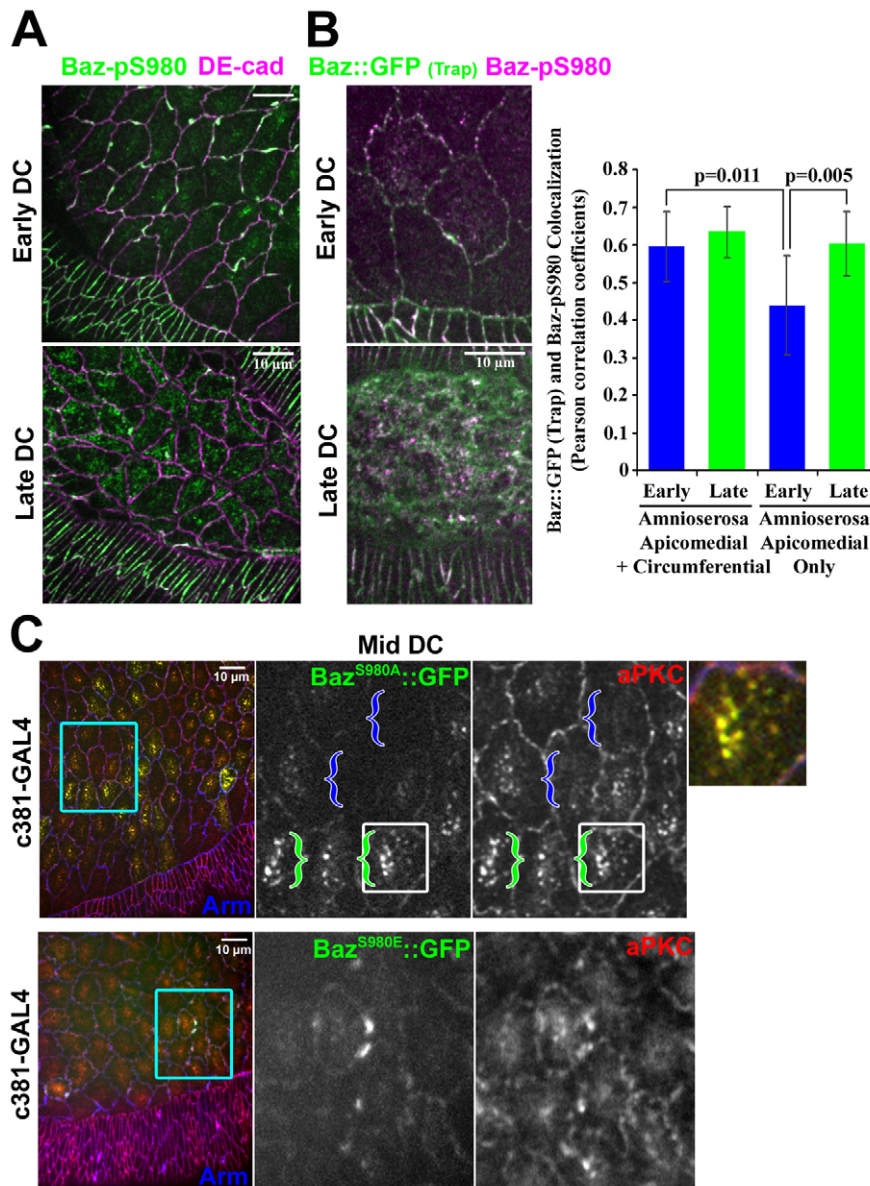 A
B
Baz-pS980 DE-cad
Baz::GFP (Trap) Baz-pS980
Early DC
Late DC
10 µm
Early DC
Late DC
10 µm
Baz::GFP (Trap) and Baz-pS980 Colocalization
(Pearson correlation coefficients)
0.8
0.7
0.6
0.5
0.4
0.3
0.2
0.1
0
p=0.011
p=0.005
Early Late Early Late
Amnioserosa Amnioserosa
Apicomedial Apicomedial
+ Circumferential Only
C
Mid DC
c381-GAL4
10 µm
Arm
BazS980A::GFP
aPKC
c381-GAL4
10 µm
Arm
BazS980E::GFP
aPKC